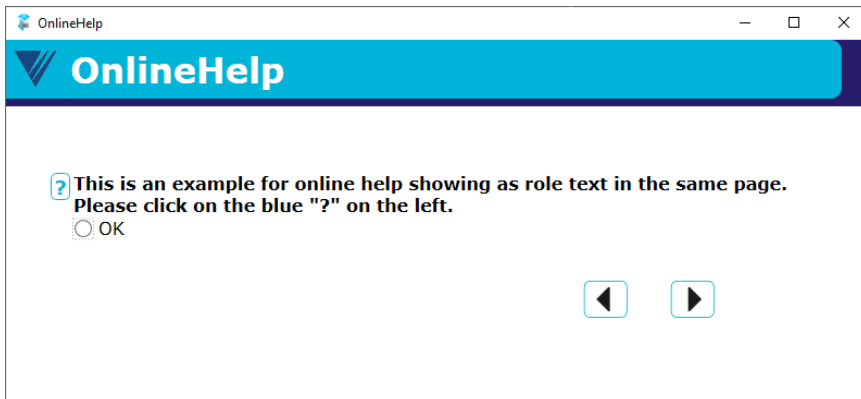 OnlineHelp
OnlineHelp
? This is an example for online help showing as role text in the same page.
Please click on the blue "?" on the left.
OK